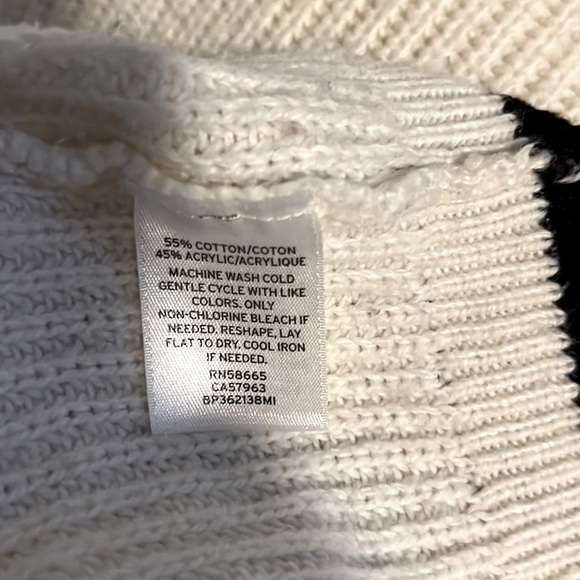 55% COTTON/COTON
45% ACRYLIC/ACRYLIQUE
MACHINE WASH COLD
GENTLE CYCLE WITH LIKE
COLORS. ONLY
NON-CHLORINE BLEACH IF
NEEDED. RESHAPE, LAY
FLAT TO DRY. COOL IRON
IF NEEDED.
RN58665
CA57963
BP362138MI